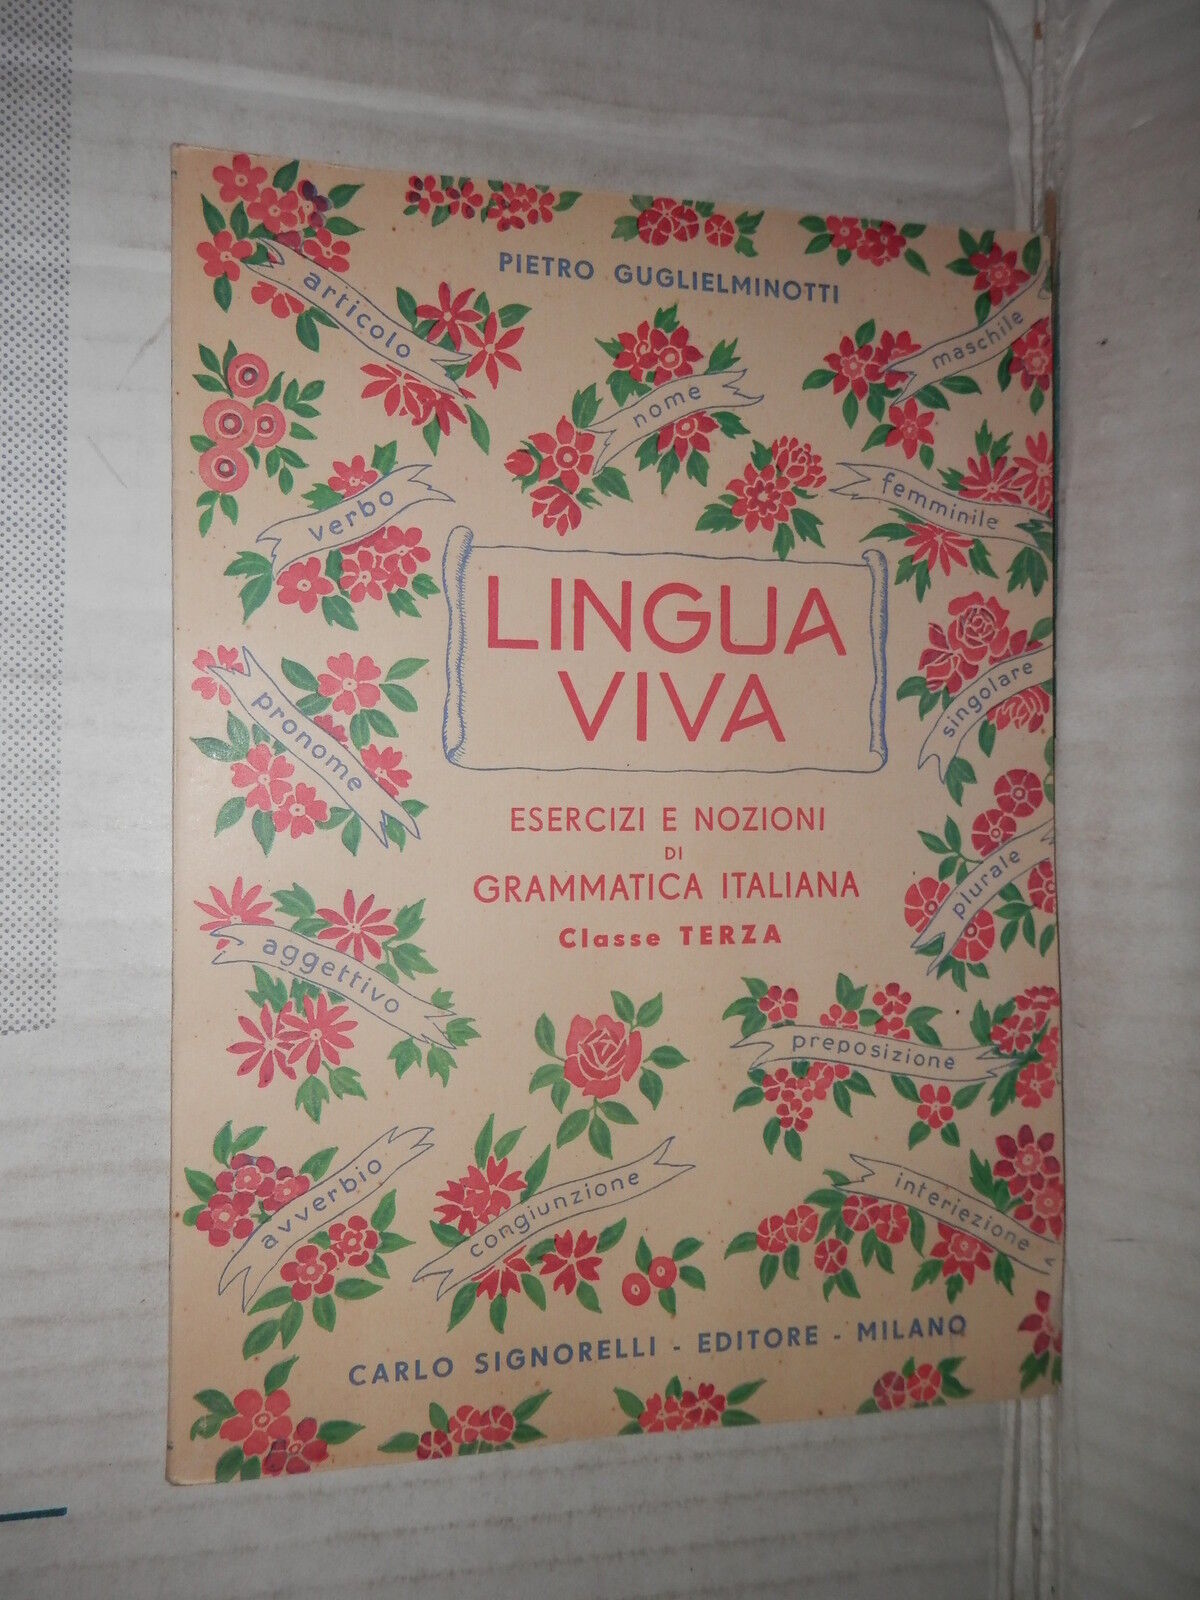 PIETRO GUGLIELMINOTTI
articolo
nome
maschile
verbo
femminile
LINGUA
VIVA
pronome
singolare
ESERCIZI E NOZIONI
DI
GRAMMATICA ITALIANA
Classe TERZA
plurale
aggettivo
preposizione
avverbio
congiunzione
interiezione
CARLO SIGNORELLI - EDITORE - MILANO